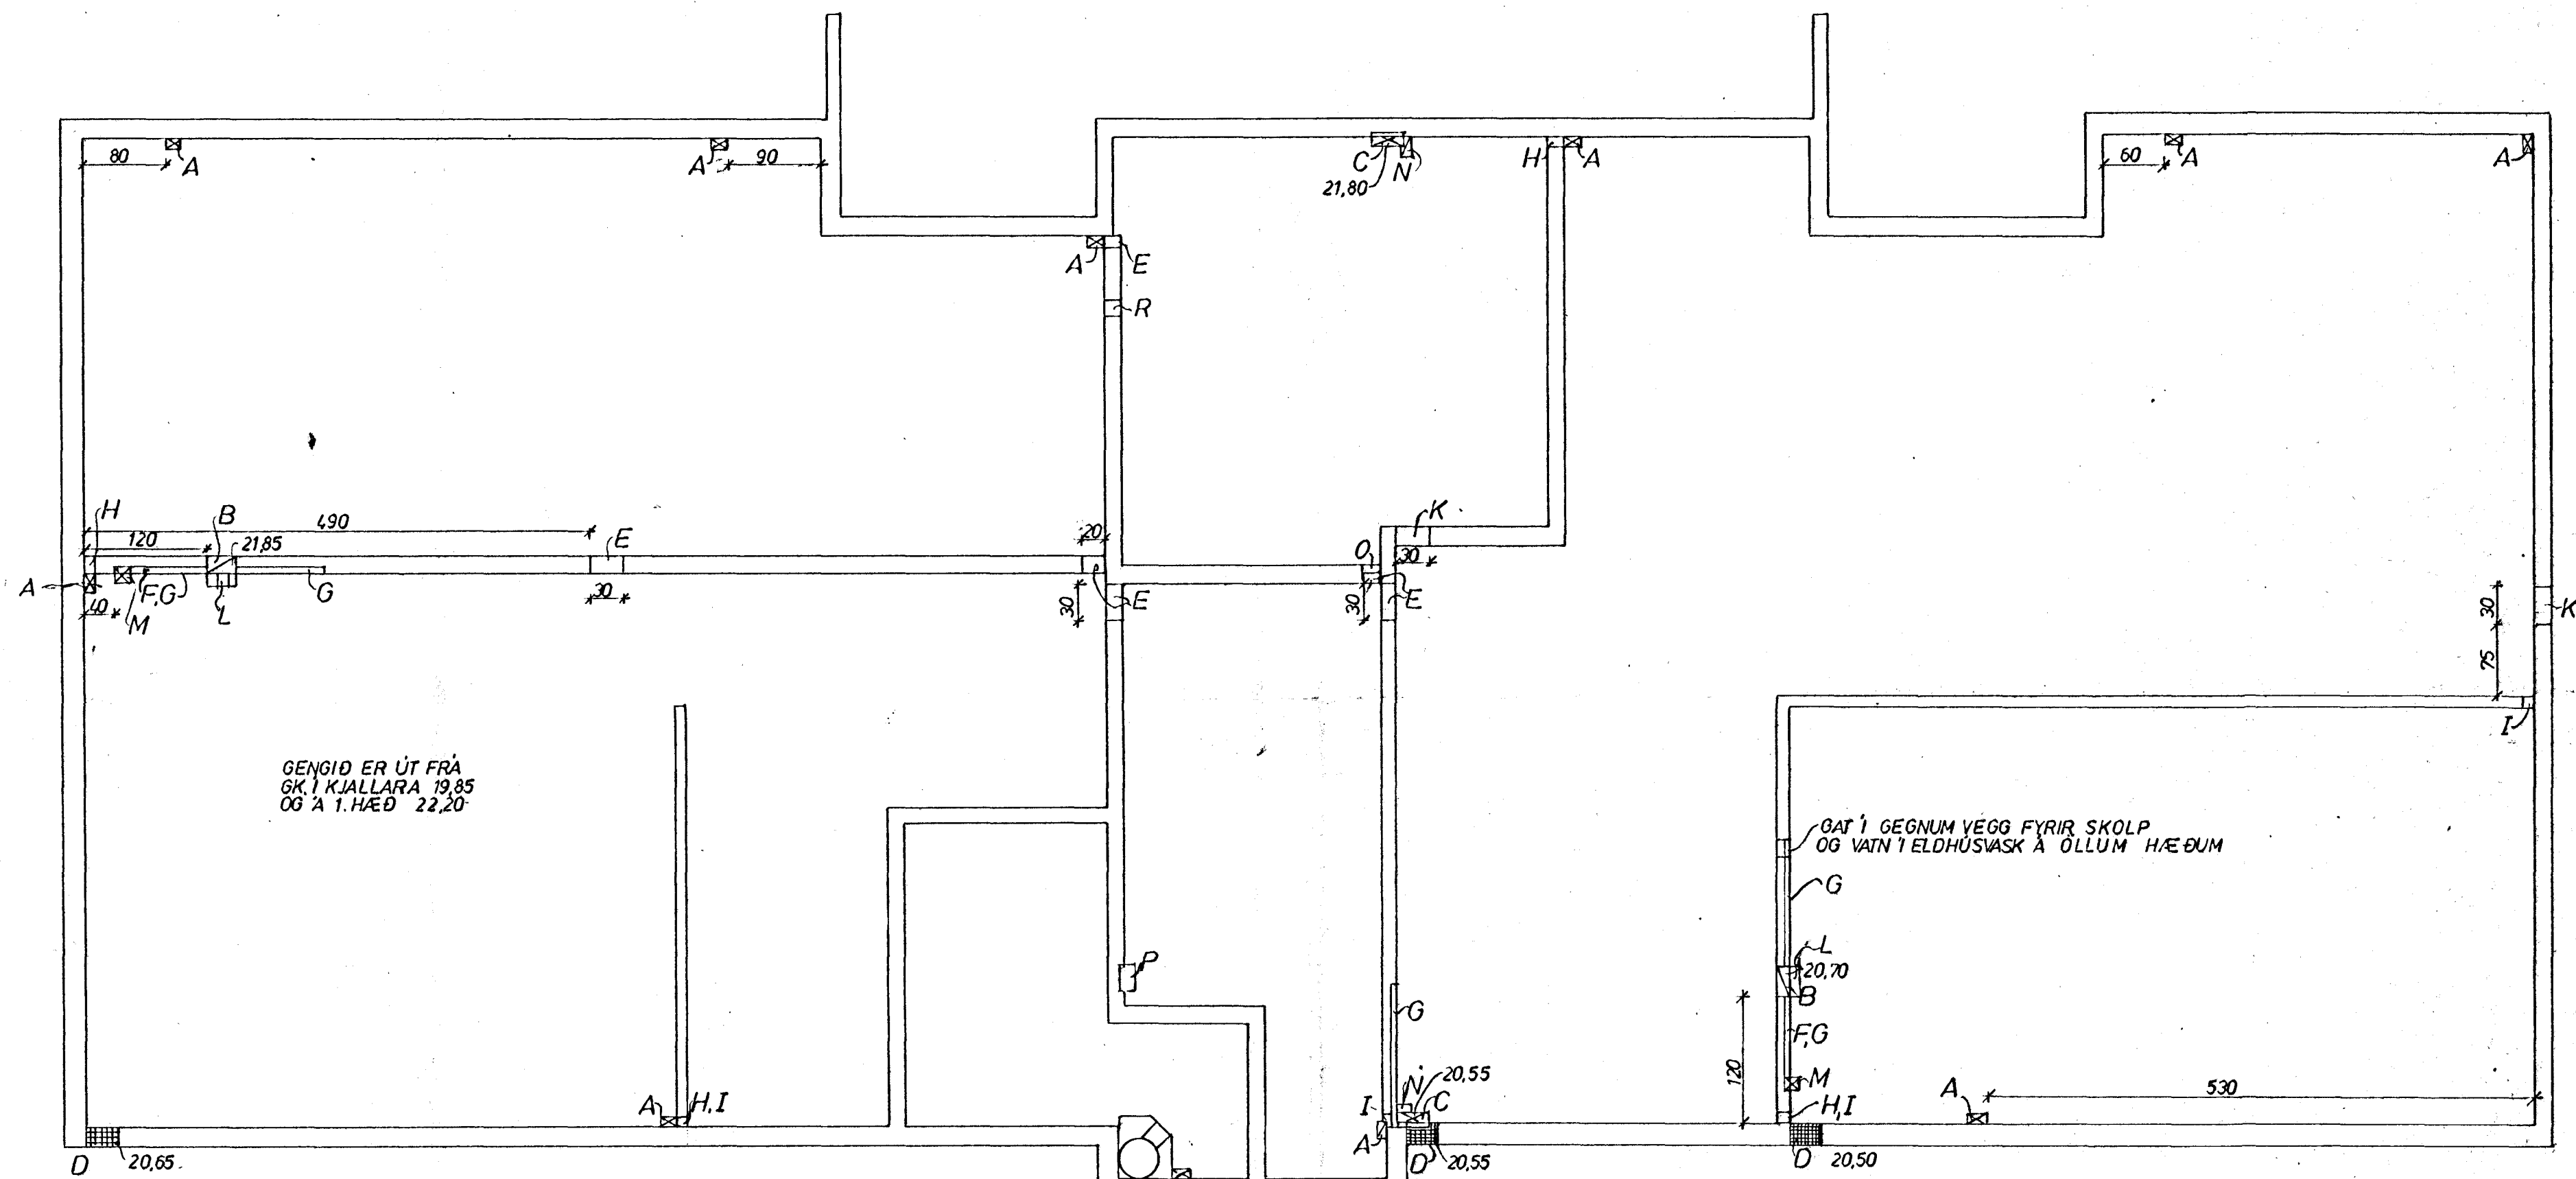 80
A
A
90
C
N
21,80
H
A
60
A
A
A
E
R
H
B
490
120
21,85
E
20
K
O
30
A
F,G
L
G
30
40
M
30
E
30
E
30
K
75
I
GENGIÐ ER ÚT FRÁ
GK. Í KJALLARA 19,85
OG Á 1. HÆÐ 22,20
GAT Í GEGNUM VEGG FYRIR SKOLP
OG VATN Í ELDHÚSVASK Á ÖLLUM HÆÐUM
G
P
L
20,70
B
G
F,G
120
N
20,55
C
M
A
530
A
H,I
I
H,I
A
D
20,65
D
20,55
D
20,50